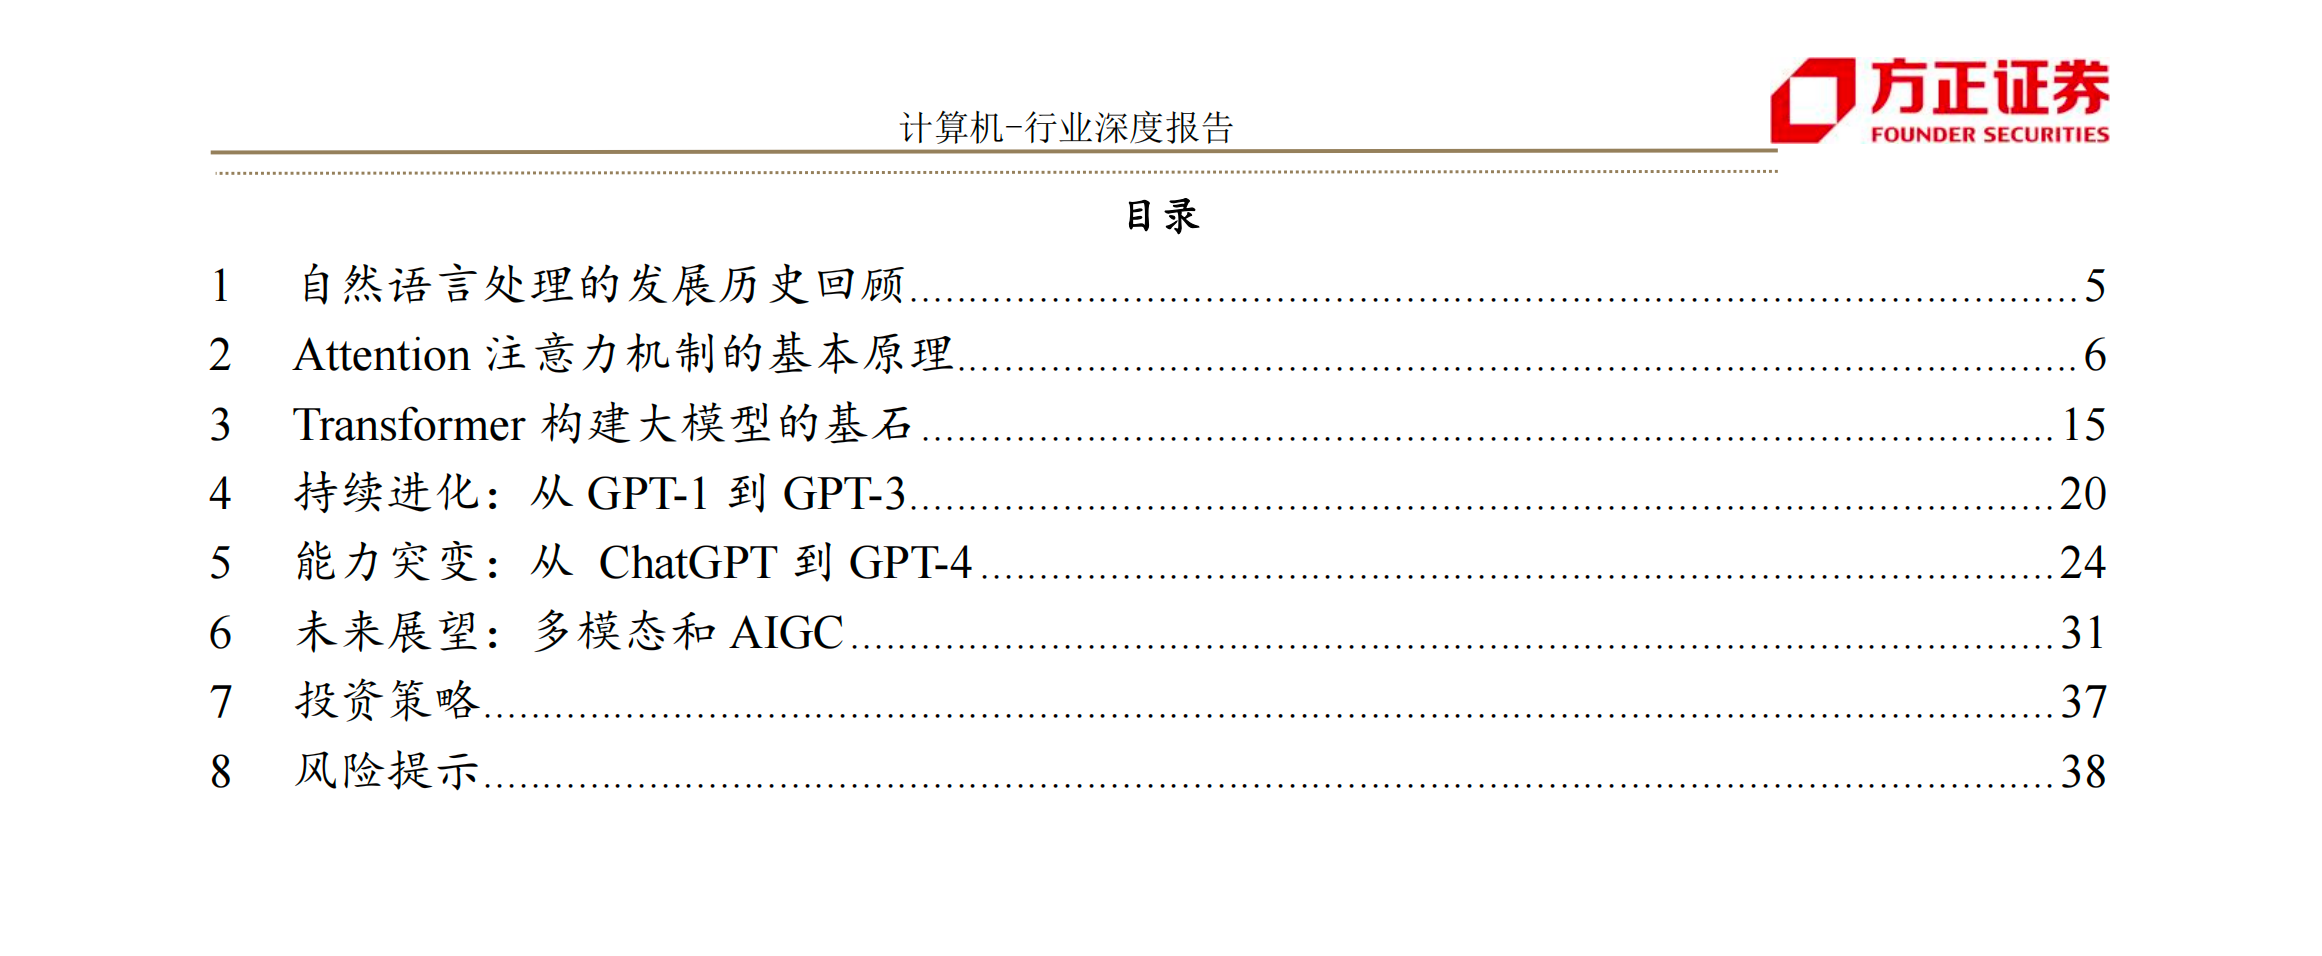 计算机-行业深度报告
方正证券
FOUNDER SECURITIES
目录
1 自然语言处理的发展历史回顾 5
2 Attention 注意力机制的基本原理 6
3 Transformer 构建大模型的基石 15
4 持续进化：从 GPT-1 到 GPT-3 20
5 能力突变：从 ChatGPT 到 GPT-4 24
6 未来展望：多模态和 AIGC 31
7 投资策略 37
8 风险提示 38